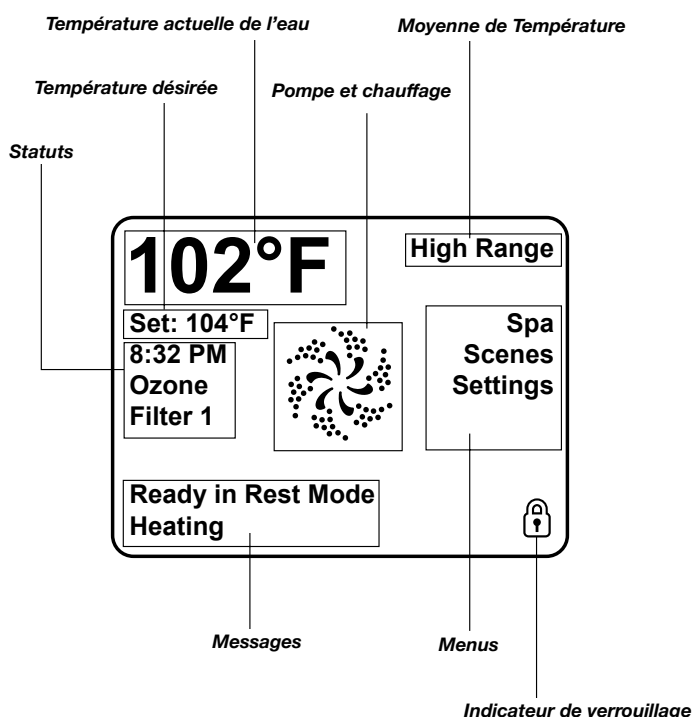 Température actuelle de l'eau
Moyenne de Température
Température désirée
Pompe et chauffage
Statuts
102°F
High Range
Set: 104°F
8:32 PM
Ozone
Filter 1
Spa
Scenes
Settings
Ready in Rest Mode
Heating
Messages
Menus
Indicateur de verrouillage